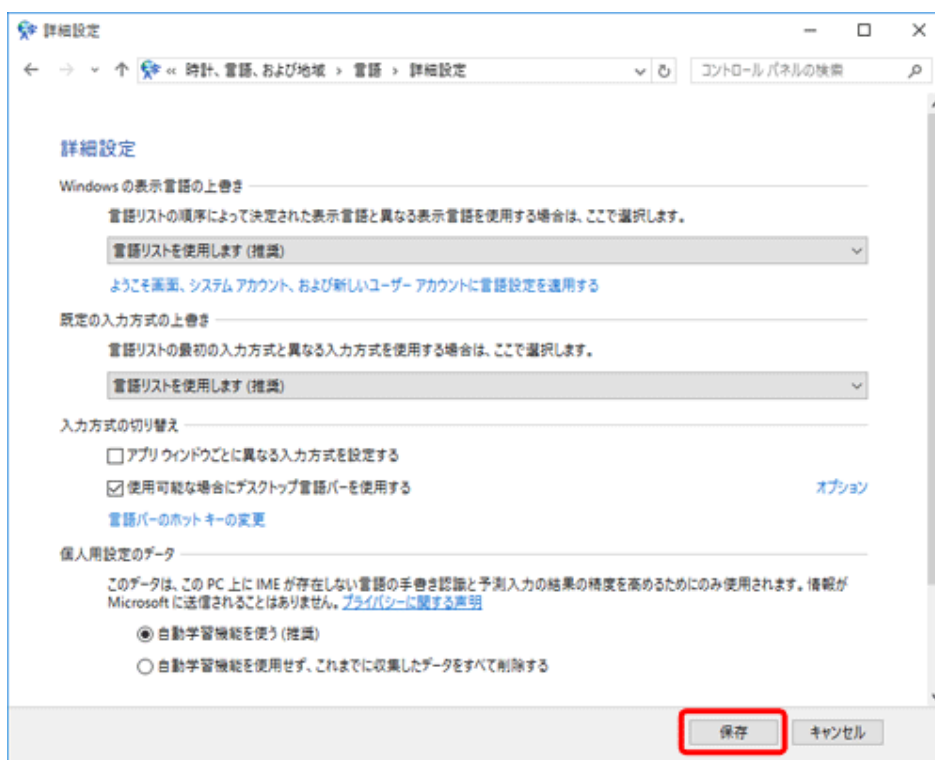 詳細設定
« 時計、言語、および地域 › 言語 › 詳細設定
コントロール パネルの検索
詳細設定
Windows の表示言語の上書き
言語リストの順序によって決定された表示言語と異なる表示言語を使用する場合は、ここで選択します。
言語リストを使用します (推奨)
ようこそ画面、システム アカウント、および新しいユーザー アカウントに言語設定を適用する
既定の入力方式の上書き
言語リストの最初の入力方式と異なる入力方式を使用する場合は、ここで選択します。
言語リストを使用します (推奨)
入力方式の切り替え
アプリ ウィンドウごとに異なる入力方式を設定する
使用可能な場合にデスクトップ言語バーを使用する
オプション
言語バーのホット キーの変更
個人用設定のデータ
このデータは、この PC 上に IME が存在しない言語の手書き認識と予測入力の結果の精度を高めるためにのみ使用されます。情報が
Microsoft に送信されることはありません。プライバシーに関する声明
自動学習機能を使う (推奨)
自動学習機能を使用せず、これまでに収集したデータをすべて削除する
保存
キャンセル